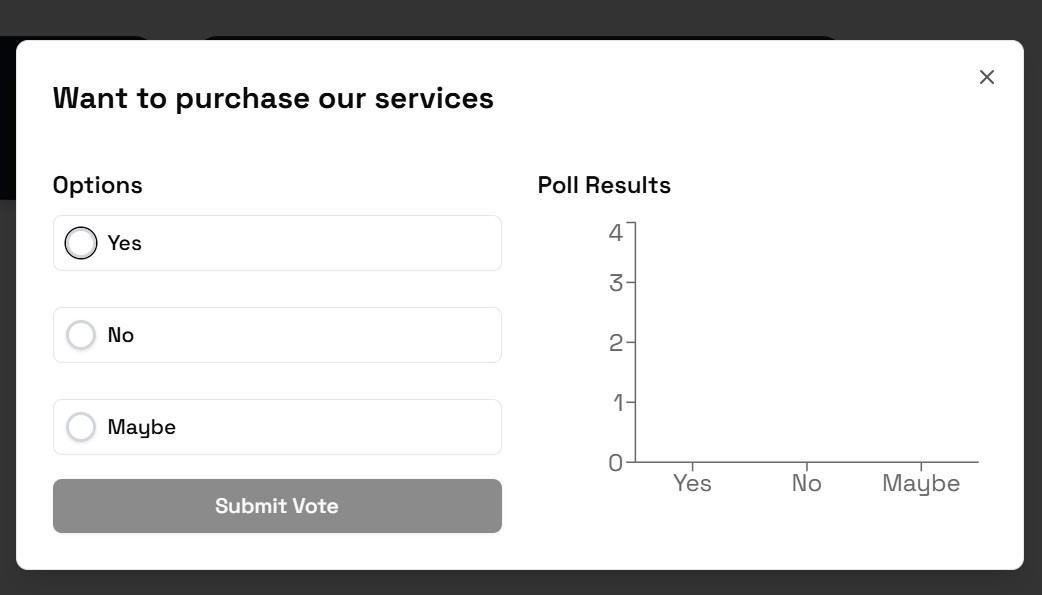 Want to purchase our services
Options
Yes
No
Maybe
Submit Vote
Poll Results
4
3
2
1
0
Yes No Maybe